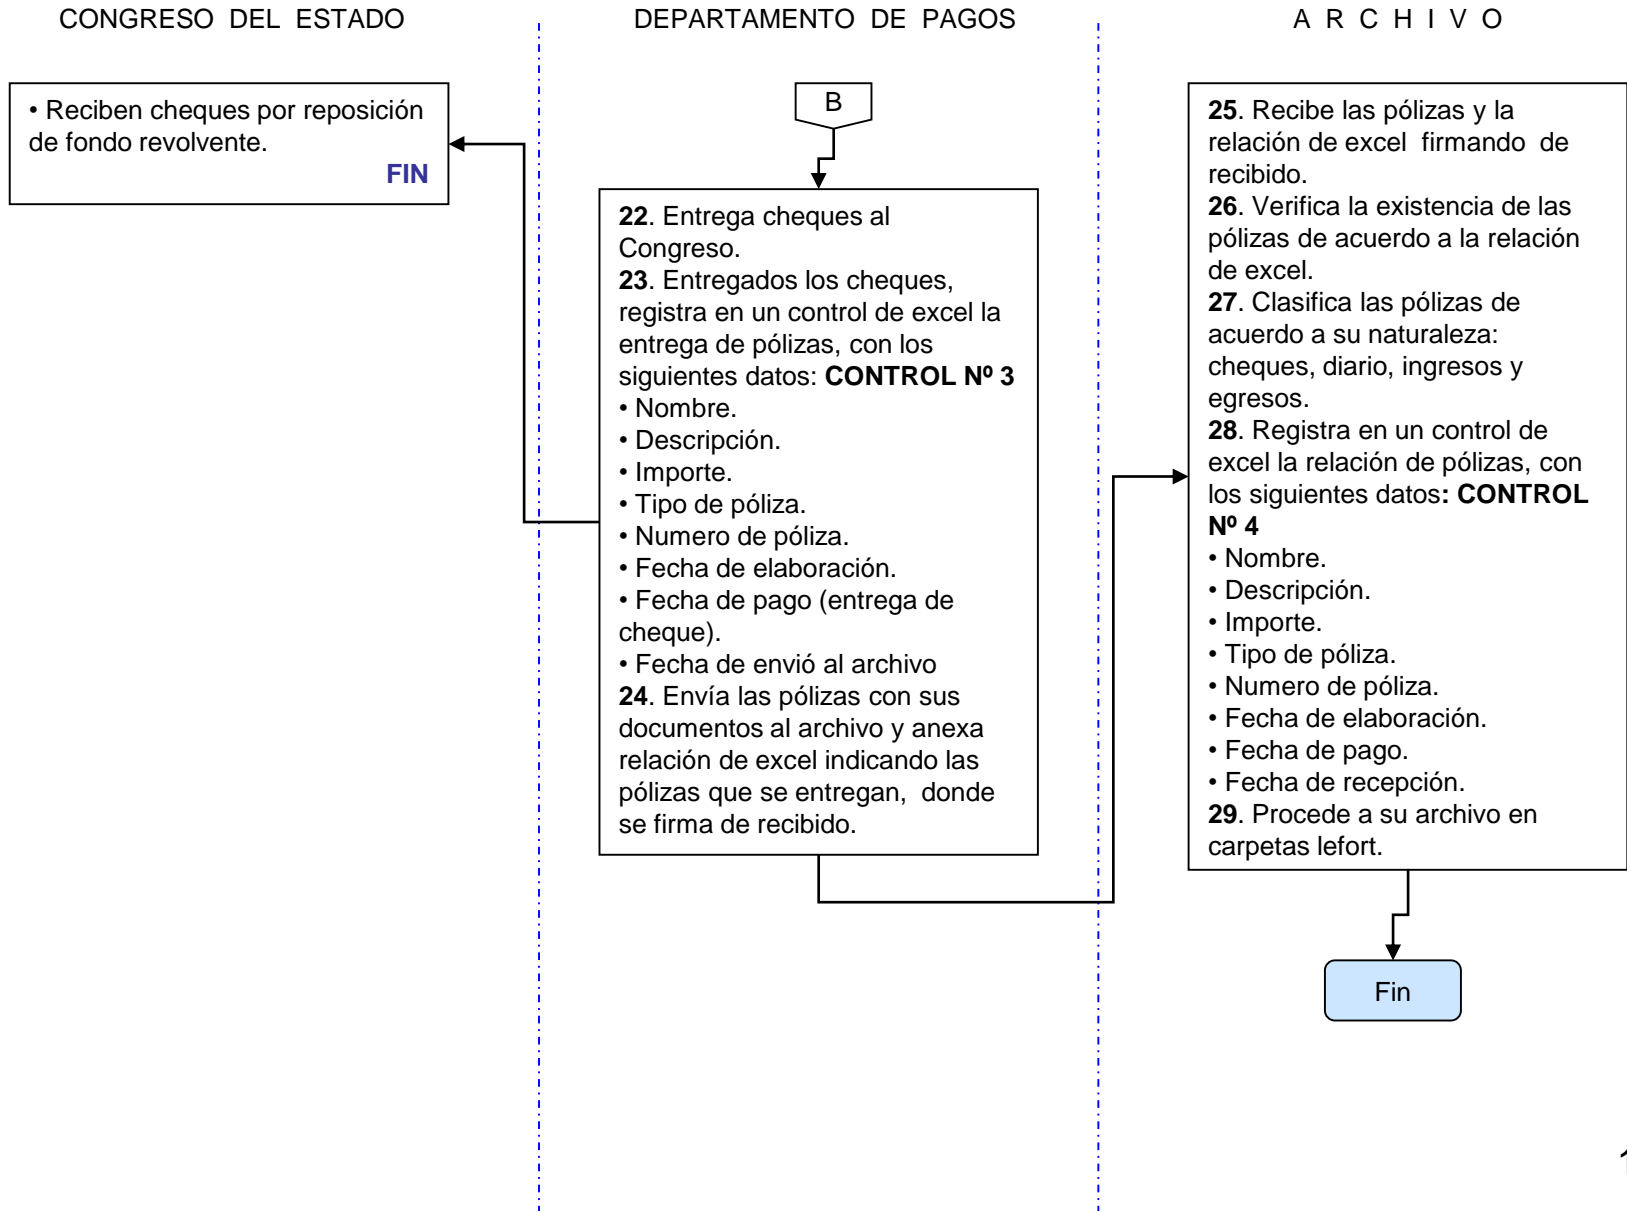 CONGRESO DEL ESTADO
DEPARTAMENTO DE PAGOS
A R C H I V O
• Reciben cheques por reposición
de fondo revolvente.
FIN
B
22. Entrega cheques al
Congreso.
23. Entregados los cheques,
registra en un control de excel la
entrega de pólizas, con los
siguientes datos: CONTROL Nº 3
• Nombre.
• Descripción.
• Importe.
• Tipo de póliza.
• Numero de póliza.
• Fecha de elaboración.
• Fecha de pago (entrega de
cheque).
• Fecha de envió al archivo
24. Envía las pólizas con sus
documentos al archivo y anexa
relación de excel indicando las
pólizas que se entregan, donde
se firma de recibido.
25. Recibe las pólizas y la
relación de excel firmando de
recibido.
26. Verifica la existencia de las
pólizas de acuerdo a la relación
de excel.
27. Clasifica las pólizas de
acuerdo a su naturaleza:
cheques, diario, ingresos y
egresos.
28. Registra en un control de
excel la relación de pólizas, con
los siguientes datos: CONTROL
Nº 4
• Nombre.
• Descripción.
• Importe.
• Tipo de póliza.
• Numero de póliza.
• Fecha de elaboración.
• Fecha de pago.
• Fecha de recepción.
29. Procede a su archivo en
carpetas lefort.
Fin